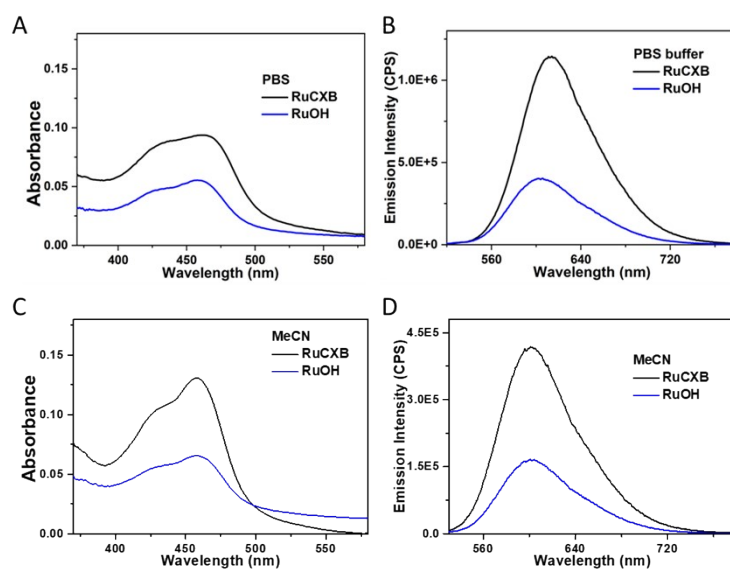 A
0.15
0.10
0.05
0.00
Absorbance
PBS
RuCXB
RuOH
400
450
500
550
Wavelength (nm)
B
1.0E+6
5.0E+5
0.0E+0
Emission Intensity (CPS)
PBS buffer
RuCXB
RuOH
560
640
720
Wavelength (nm)
C
0.15
0.10
0.05
0.00
Absorbance
MeCN
RuCXB
RuOH
400
450
500
550
Wavelength (nm)
D
4.5E5
3.0E5
1.5E5
0.0
Emission Intensity (CPS)
MeCN
RuCXB
RuOH
560
640
720
Wavelength (nm)